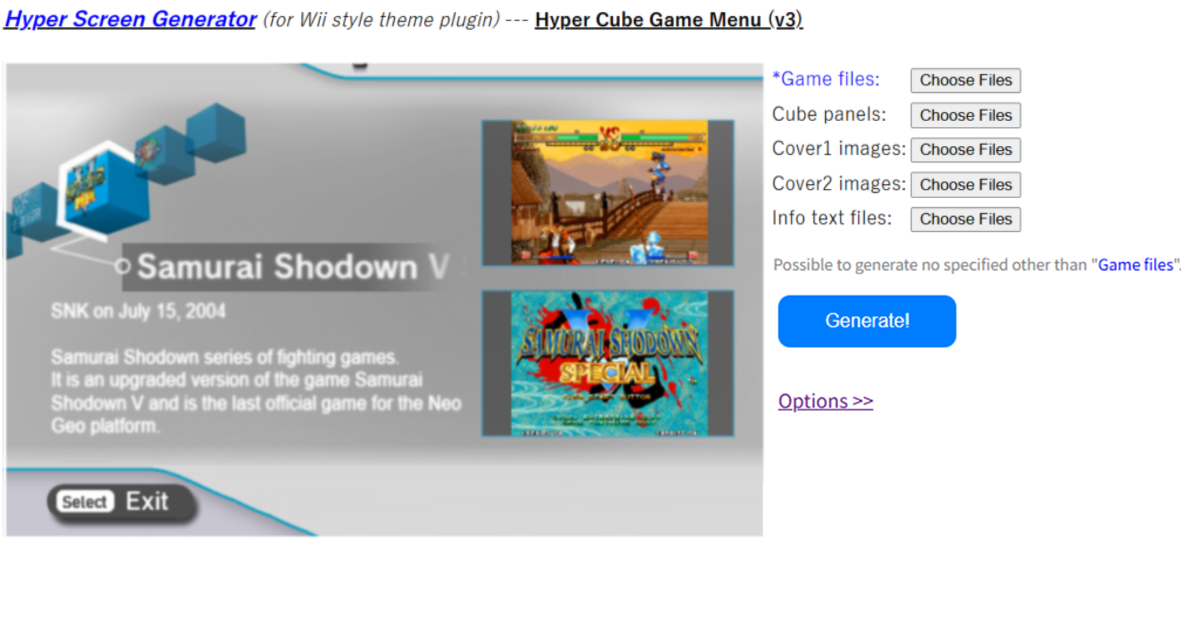 Hyper Screen Generator (for Wii style theme plugin) --- Hyper Cube Game Menu (v3)
*Game files: Choose Files
Cube panels: Choose Files
Cover1 images: Choose Files
Cover2 images: Choose Files
Info text files: Choose Files
Possible to generate no specified other than "Game files".
Generate!
Options >>
Samurai Shodown V
SNK on July 15, 2004
Samurai Shodown series of fighting games.
It is an upgraded version of the game Samurai
Shodown V and is the last official game for the Neo
Geo platform.
SAMURAI SHODOWN
SPECIAL
Select Exit